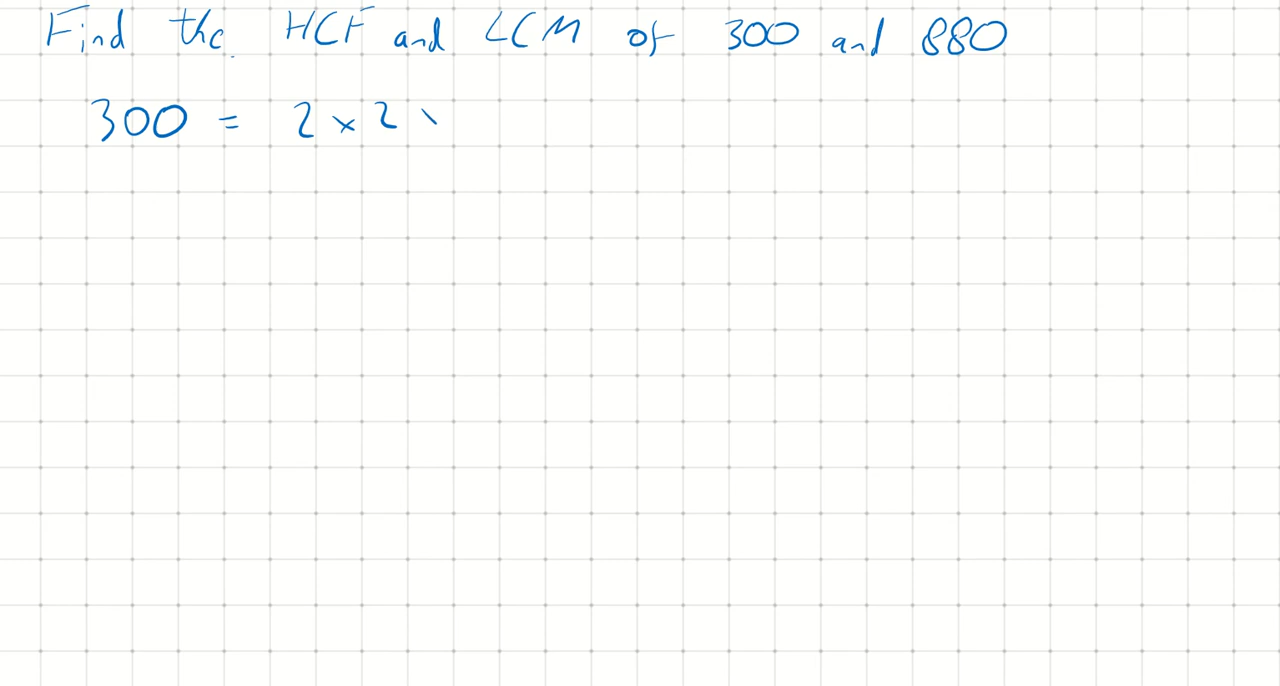 Find the HCF and LCM of 300 and 880
300 = 2 × 2